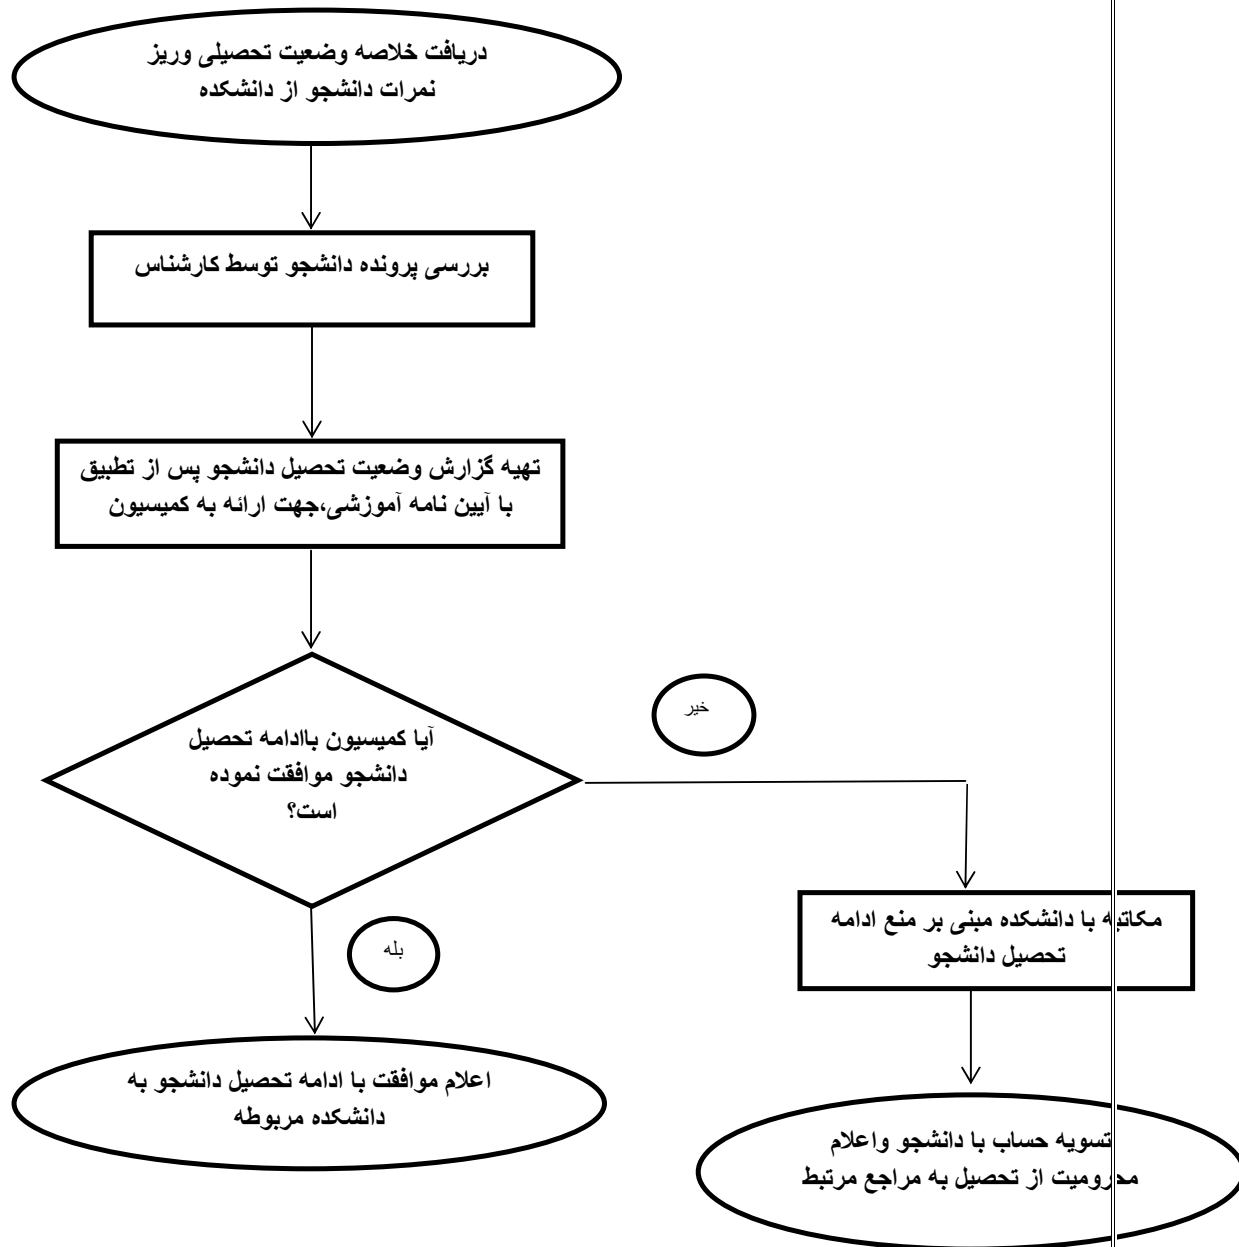 دریافت خلاصه وضعیت تحصیلی وریز
نمرات دانشجو از دانشکده
بررسی پرونده دانشجو توسط کارشناس
تهیه گزارش وضعیت تحصیل دانشجو پس از تطبیق
با آیین نامه آموزشی،جهت ارائه به کمیسیون
آیا کمیسیون باادامه تحصیل
دانشجو موافقت نموده
است؟
خیر
مکاتبه با دانشکده مبنی بر منع ادامه
تحصیل دانشجو
بله
اعلام موافقت با ادامه تحصیل دانشجو به
دانشکده مربوطه
تسویه حساب با دانشجو واعلام
محرومیت از تحصیل به مراجع مرتبط